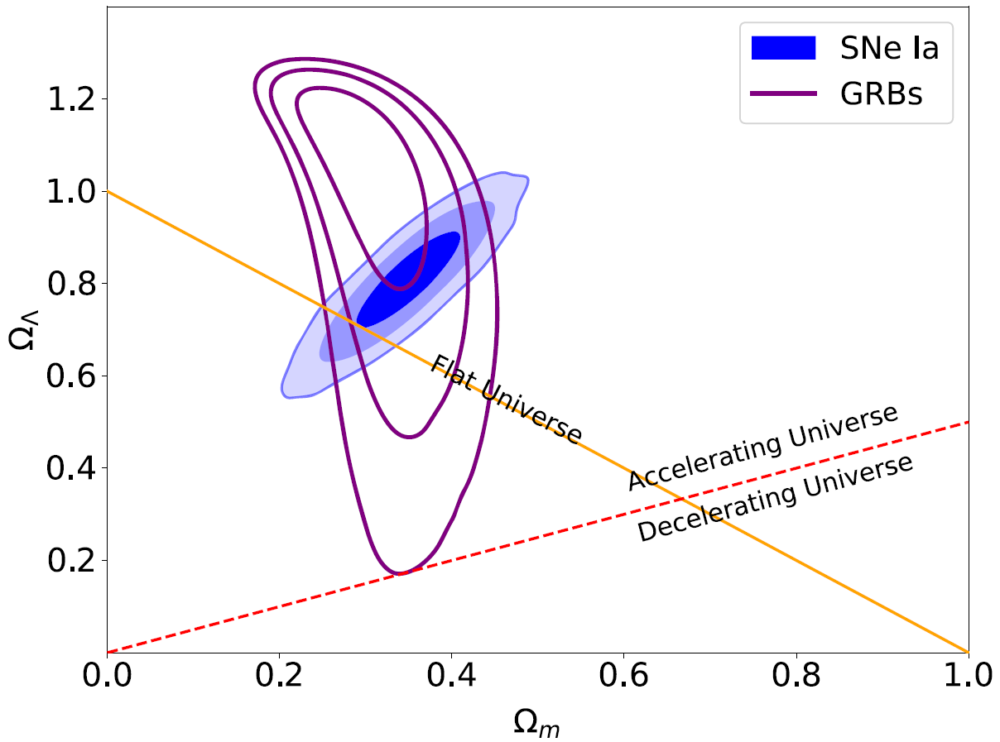 SNe Ia
GRBs
1.2
1.0
0.8
0.6
0.4
0.2
Ω_Λ
Flat Universe
Accelerating Universe
Decelerating Universe
0.0 0.2 0.4 0.6 0.8 1.0
Ω_m